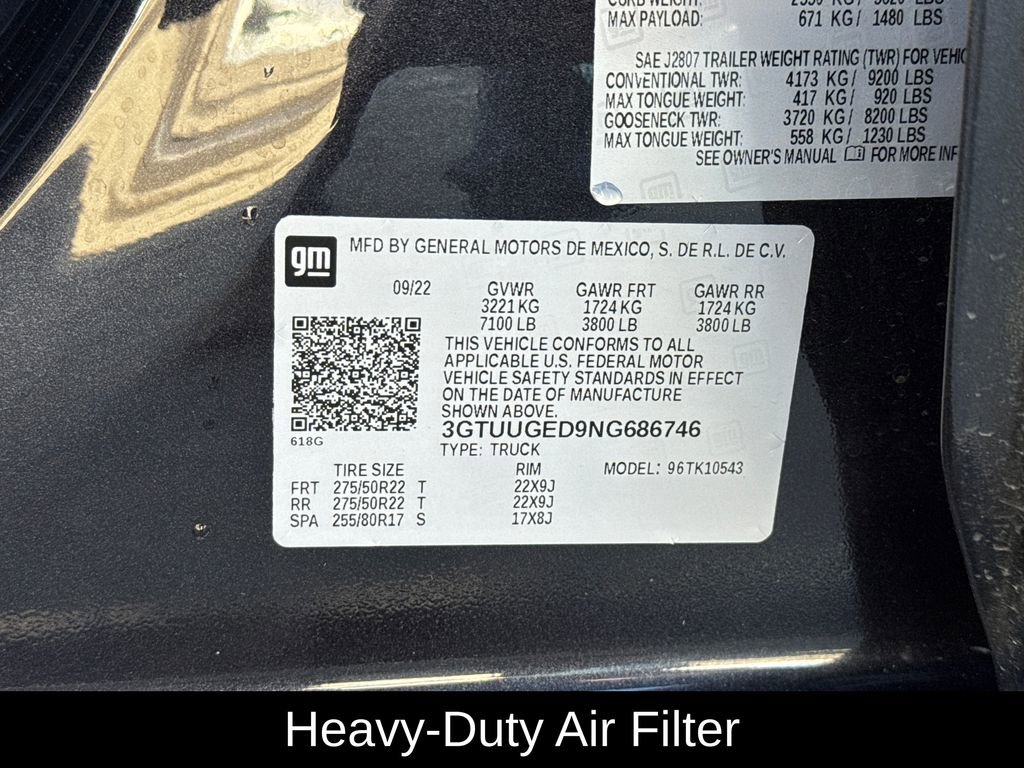 MAX PAYLOAD: 671 KG / 1480 LBS
SAE J2807 TRAILER WEIGHT RATING (TWR) FOR
CONVENTIONAL TWR: 4173 KG / 9200 LBS
MAX TONGUE WEIGHT: 417 KG / 920 LBS
GOOSENECK TWR: 3720 KG / 8200 LBS
MAX TONGUE WEIGHT: 558 KG / 1230 LBS
SEE OWNER'S MANUAL FOR MORE
gm MFD BY GENERAL MOTORS DE MEXICO, S. DE R.L. DE C.V.
09/22 GVWR GAWR FRT GAWR RR
3221 KG 1724 KG 1724 KG
7100 LB 3800 LB 3800 LB
THIS VEHICLE CONFORMS TO ALL
APPLICABLE U.S. FEDERAL MOTOR
VEHICLE SAFETY STANDARDS IN EFFECT
ON THE DATE OF MANUFACTURE
SHOWN ABOVE.
3GTUUGED9NG686746
618G
TYPE: TRUCK
TIRE SIZE RIM MODEL: 96TK10543
FRT 275/50R22 T 22X9J
RR 275/50R22 T 22X9J
SPA 255/80R17 S 17X8J
Heavy-Duty Air Filter